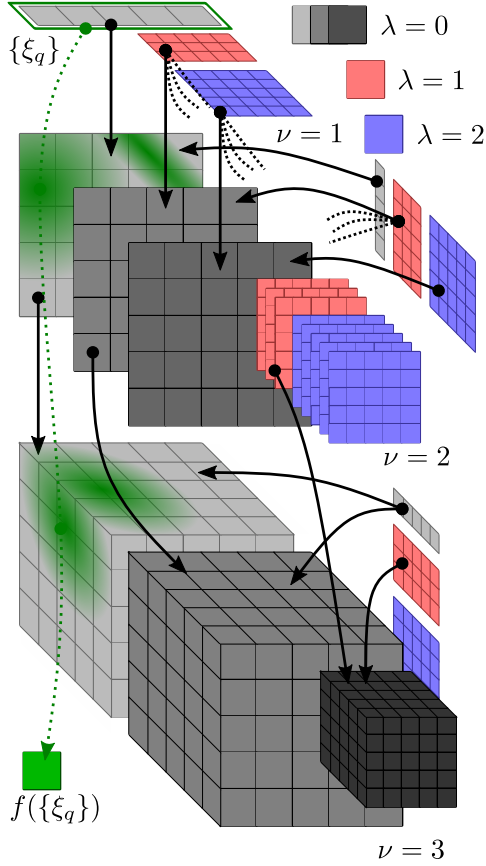 {ξ_q}
λ = 0
λ = 1
ν = 1
λ = 2
ν = 2
f({ξ_q})
ν = 3